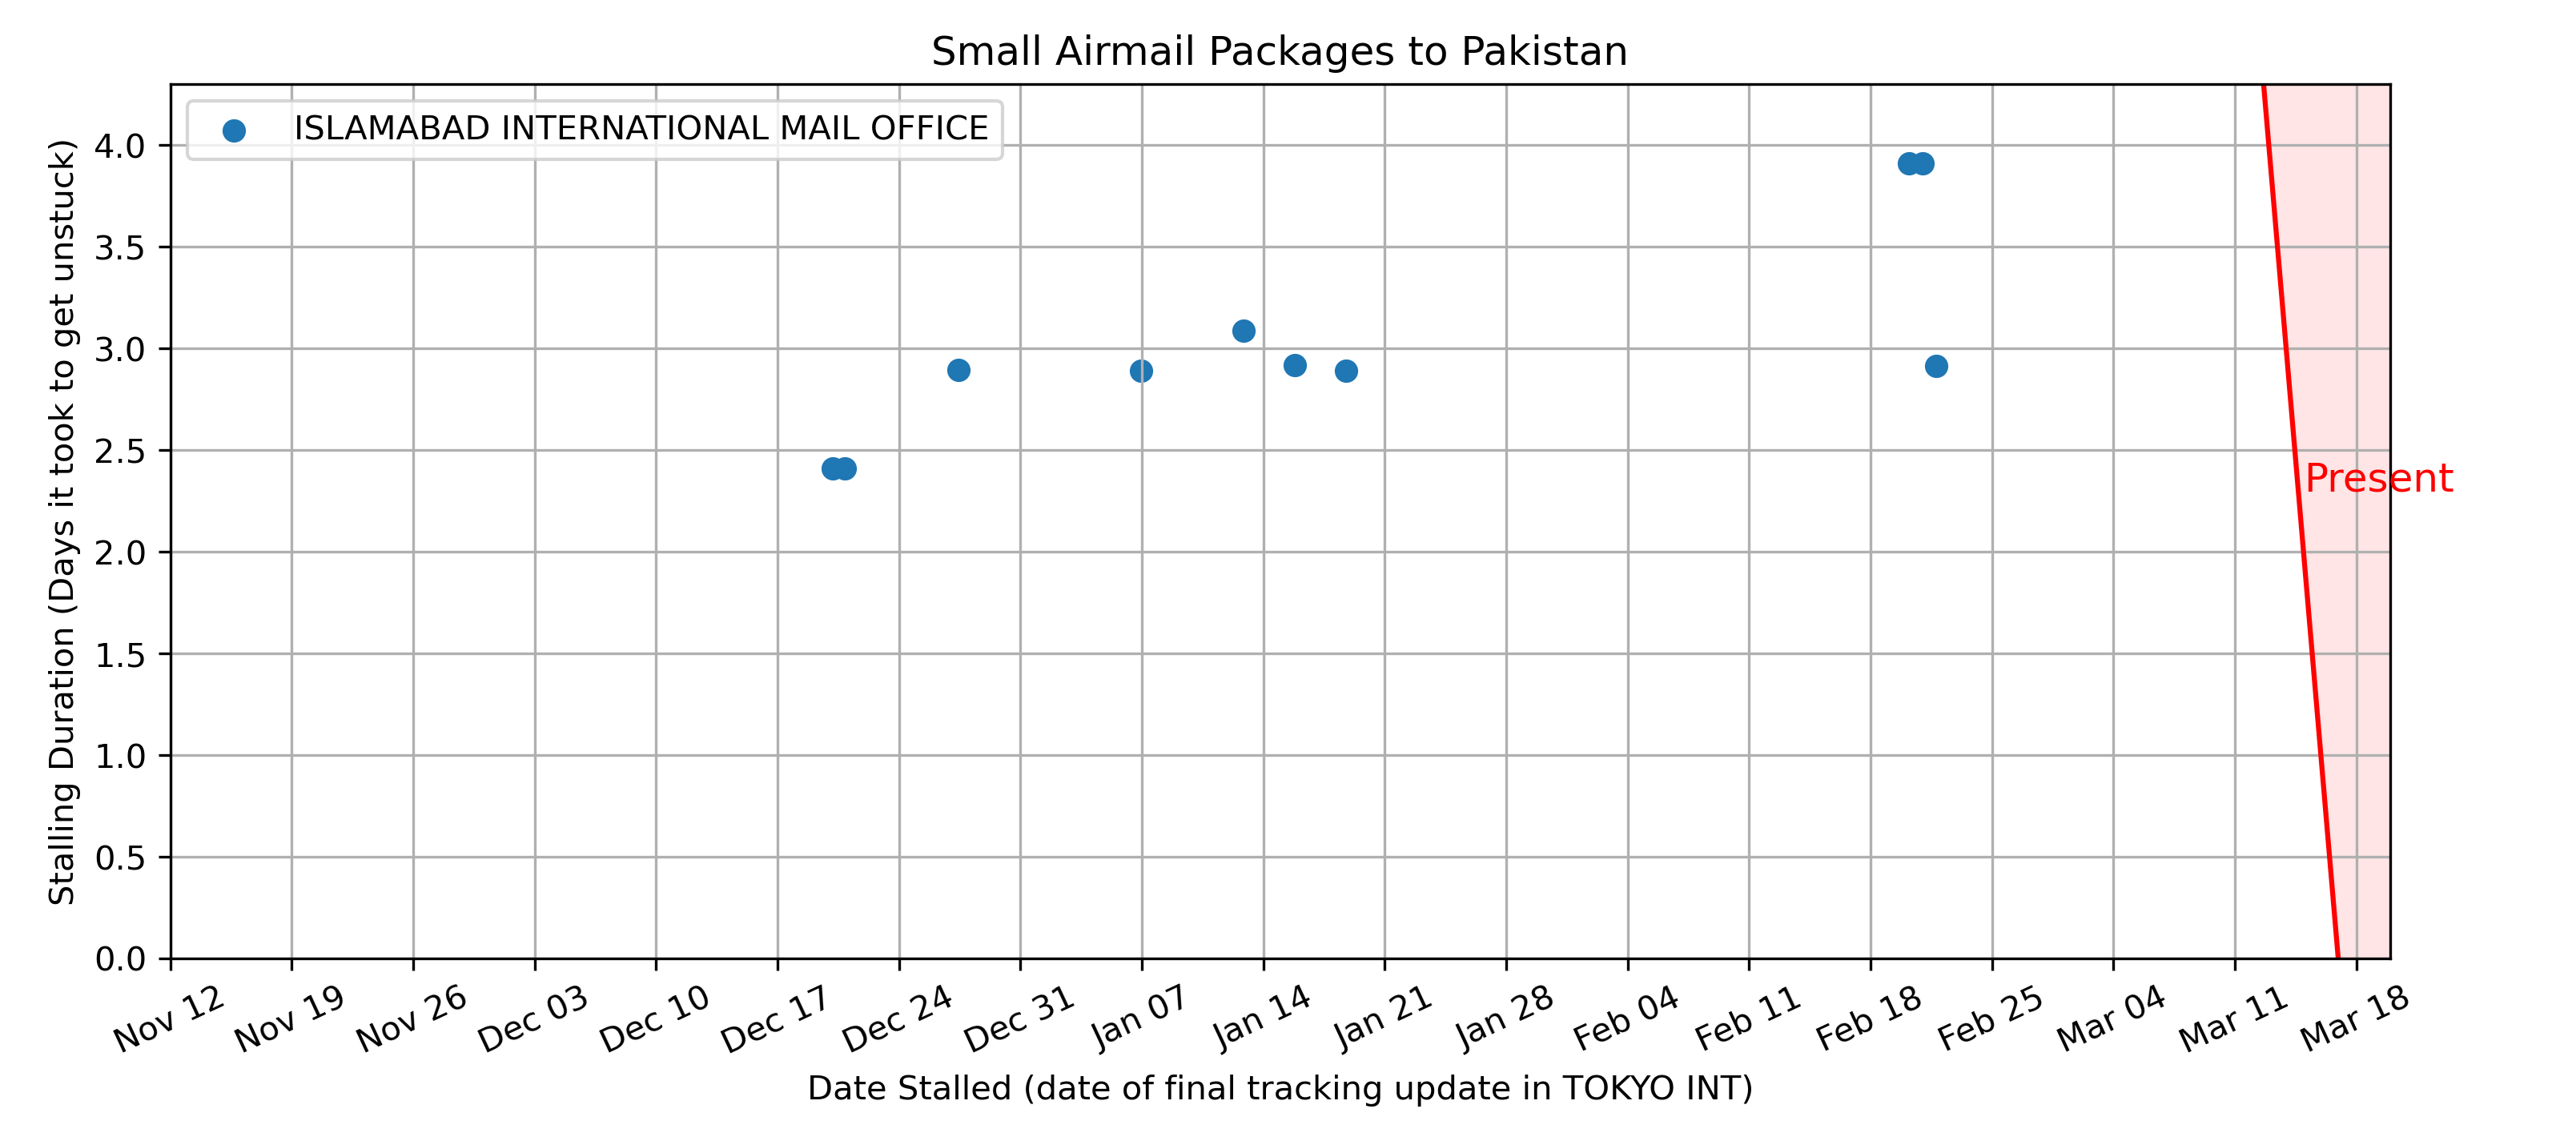 Small Airmail Packages to Pakistan
ISLAMABAD INTERNATIONAL MAIL OFFICE
Stalling Duration (Days it took to get unstuck)
4.0
3.5
3.0
2.5
2.0
1.5
1.0
0.5
0.0
Present
Nov 12 Nov 19 Nov 26 Dec 03 Dec 10 Dec 17 Dec 24 Dec 31 Jan 07 Jan 14 Jan 21 Jan 28 Feb 04 Feb 11 Feb 18 Feb 25 Mar 04 Mar 11 Mar 18
Date Stalled (date of final tracking update in TOKYO INT)